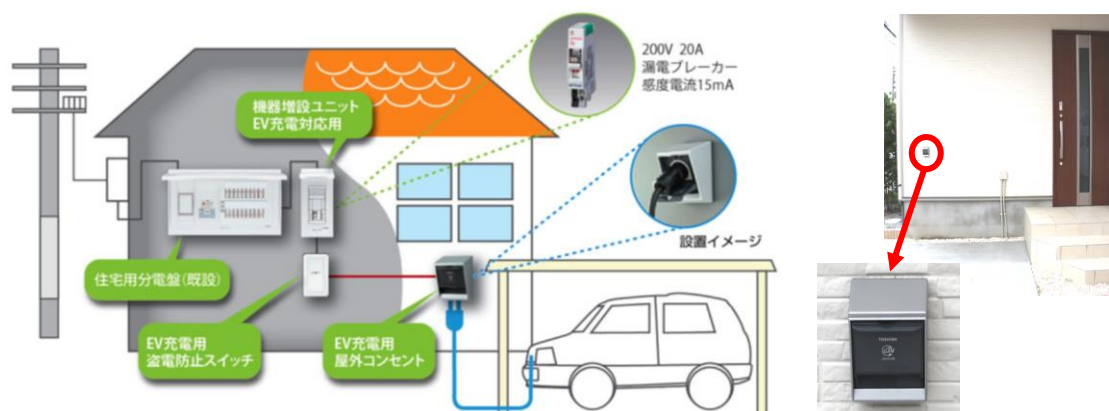 200V 20A
漏電ブレーカー
感度電流15mA
機器増設ユニット
EV充電対応用
設置イメージ
住宅用分電盤(既設)
EV充電用
盗電防止スイッチ
EV充電用
屋外コンセント
TOSHIBA